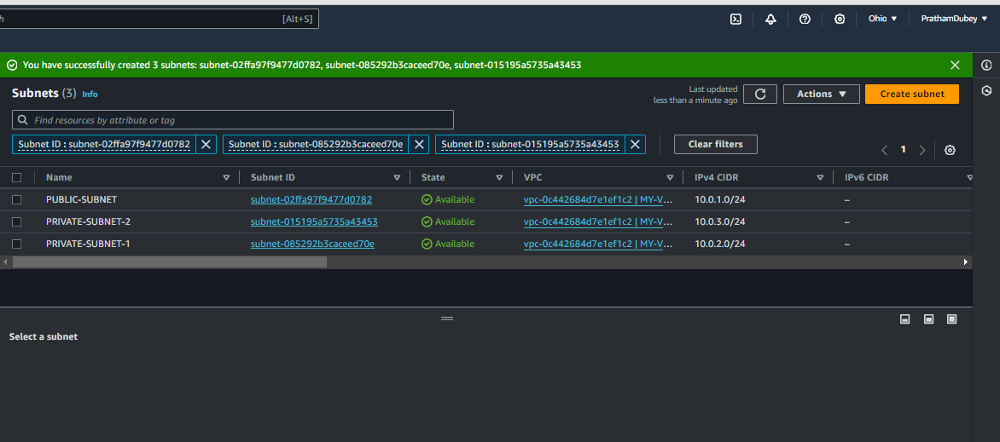 [Alt+S]
Ohio ▼
PrathamDubey ▼
You have successfully created 3 subnets: subnet-02ffa97f9477d0782, subnet-085292b3caceed70e, subnet-015195a5735a43453
Subnets (3) Info
Last updated
less than a minute ago
Actions ▼
Create subnet
Find resources by attribute or tag
Subnet ID : subnet-02ffa97f9477d0782
Subnet ID : subnet-085292b3caceed70e
Subnet ID : subnet-015195a5735a43453
Clear filters
1
Name Subnet ID State VPC IPv4 CIDR IPv6 CIDR
PUBLIC-SUBNET subnet-02ffa97f9477d0782 Available vpc-0c442684d7e1ef1c2 | MY-V... 10.0.1.0/24 –
PRIVATE-SUBNET-2 subnet-015195a5735a43453 Available vpc-0c442684d7e1ef1c2 | MY-V... 10.0.3.0/24 –
PRIVATE-SUBNET-1 subnet-085292b3caceed70e Available vpc-0c442684d7e1ef1c2 | MY-V... 10.0.2.0/24 –
Select a subnet